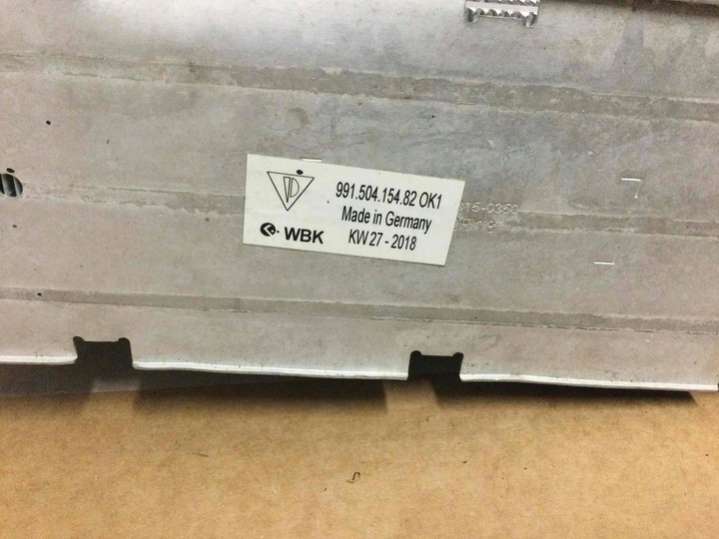 991.504.154.82 OK1
Made in Germany
WBK KW 27 - 2018